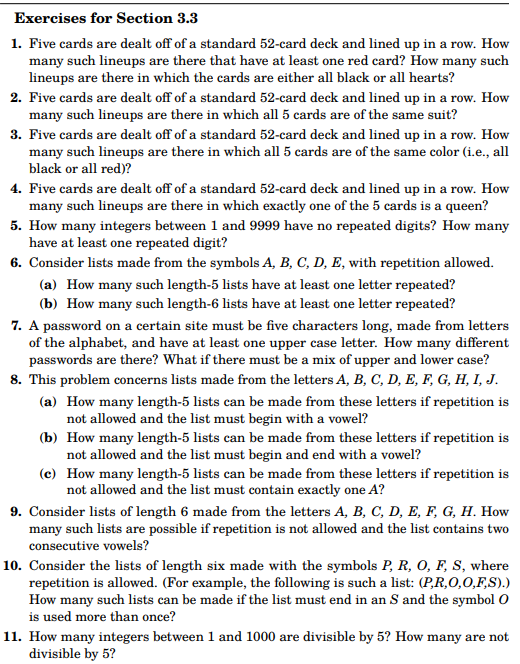 Exercises for Section 3.3
1. Five cards are dealt off of a standard 52-card deck and lined up in a row. How
many such lineups are there that have at least one red card? How many such
lineups are there in which the cards are either all black or all hearts?
2. Five cards are dealt off of a standard 52-card deck and lined up in a row. How
many such lineups are there in which all 5 cards are of the same suit?
3. Five cards are dealt off of a standard 52-card deck and lined up in a row. How
many such lineups are there in which all 5 cards are of the same color (i.e., all
black or all red)?
4. Five cards are dealt off of a standard 52-card deck and lined up in a row. How
many such lineups are there in which exactly one of the 5 cards is a queen?
5. How many integers between 1 and 9999 have no repeated digits? How many
have at least one repeated digit?
6. Consider lists made from the symbols A, B, C, D, E, with repetition allowed.
(a) How many such length-5 lists have at least one letter repeated?
(b) How many such length-6 lists have at least one letter repeated?
7. A password on a certain site must be five characters long, made from letters
of the alphabet, and have at least one upper case letter. How many different
passwords are there? What if there must be a mix of upper and lower case?
8. This problem concerns lists made from the letters A, B, C, D, E, F, G, H, I, J.
(a) How many length-5 lists can be made from these letters if repetition is
not allowed and the list must begin with a vowel?
(b) How many length-5 lists can be made from these letters if repetition is
not allowed and the list must begin and end with a vowel?
(c) How many length-5 lists can be made from these letters if repetition is
not allowed and the list must contain exactly one A?
9. Consider lists of length 6 made from the letters A, B, C, D, E, F, G, H. How
many such lists are possible if repetition is not allowed and the list contains two
consecutive vowels?
10. Consider the lists of length six made with the symbols P, R, O, F, S, where
repetition is allowed. (For example, the following is such a list: (P,R,O,O,F,S).)
How many such lists can be made if the list must end in an S and the symbol O
is used more than once?
11. How many integers between 1 and 1000 are divisible by 5? How many are not
divisible by 5?